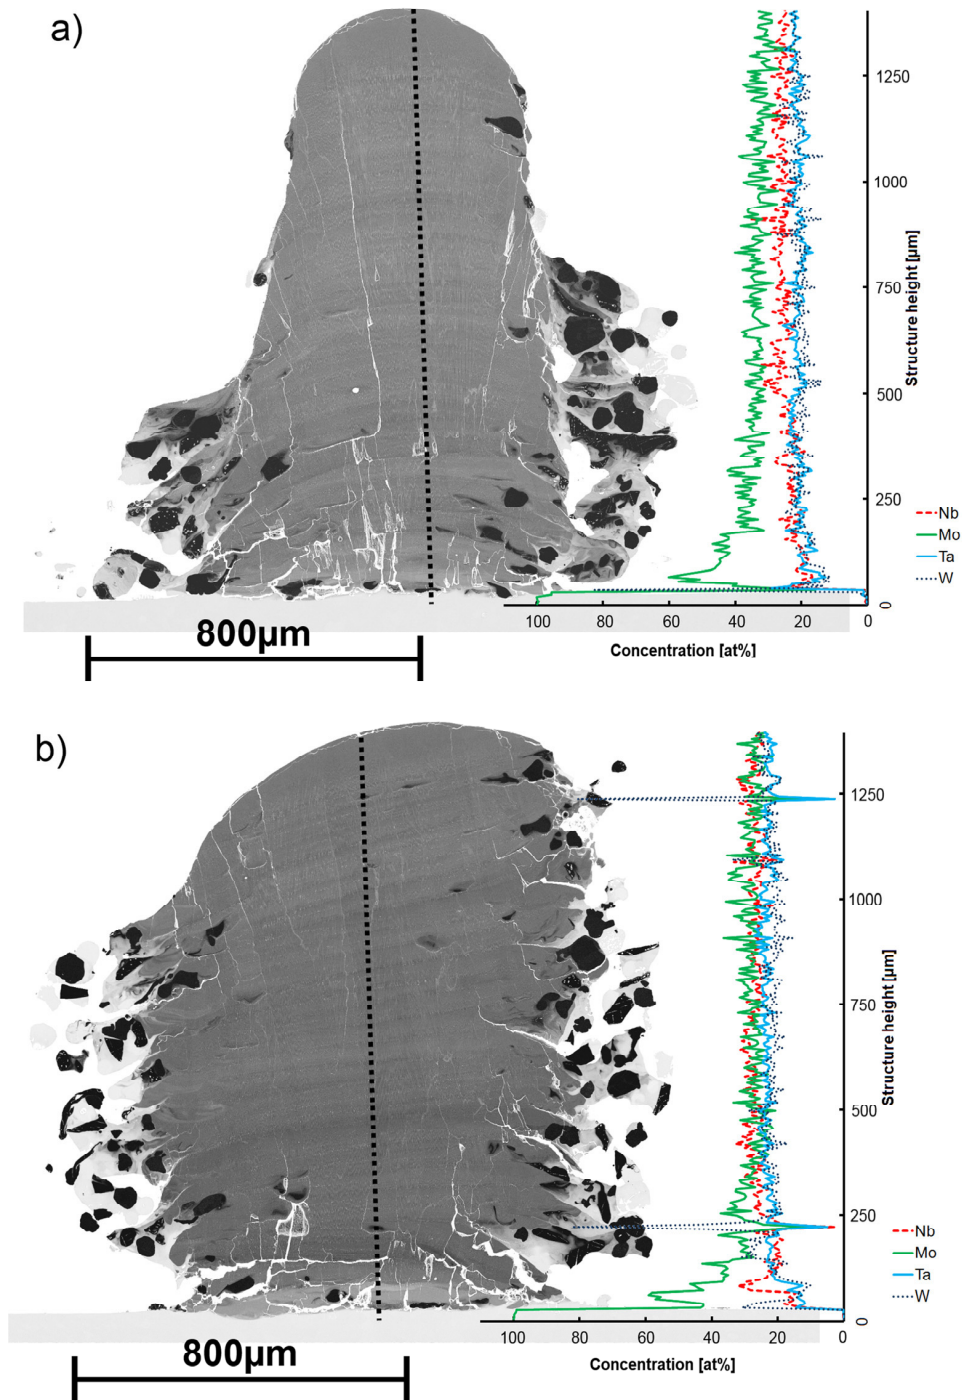 a)
1250
1000
750
500
250
0
Structure height [µm]
Nb
Mo
Ta
W
100 80 60 40 20 0
Concentration [at%]
800µm
b)
1250
1000
750
500
250
0
Structure height [µm]
Nb
Mo
Ta
W
100 80 60 40 20 0
Concentration [at%]
800µm